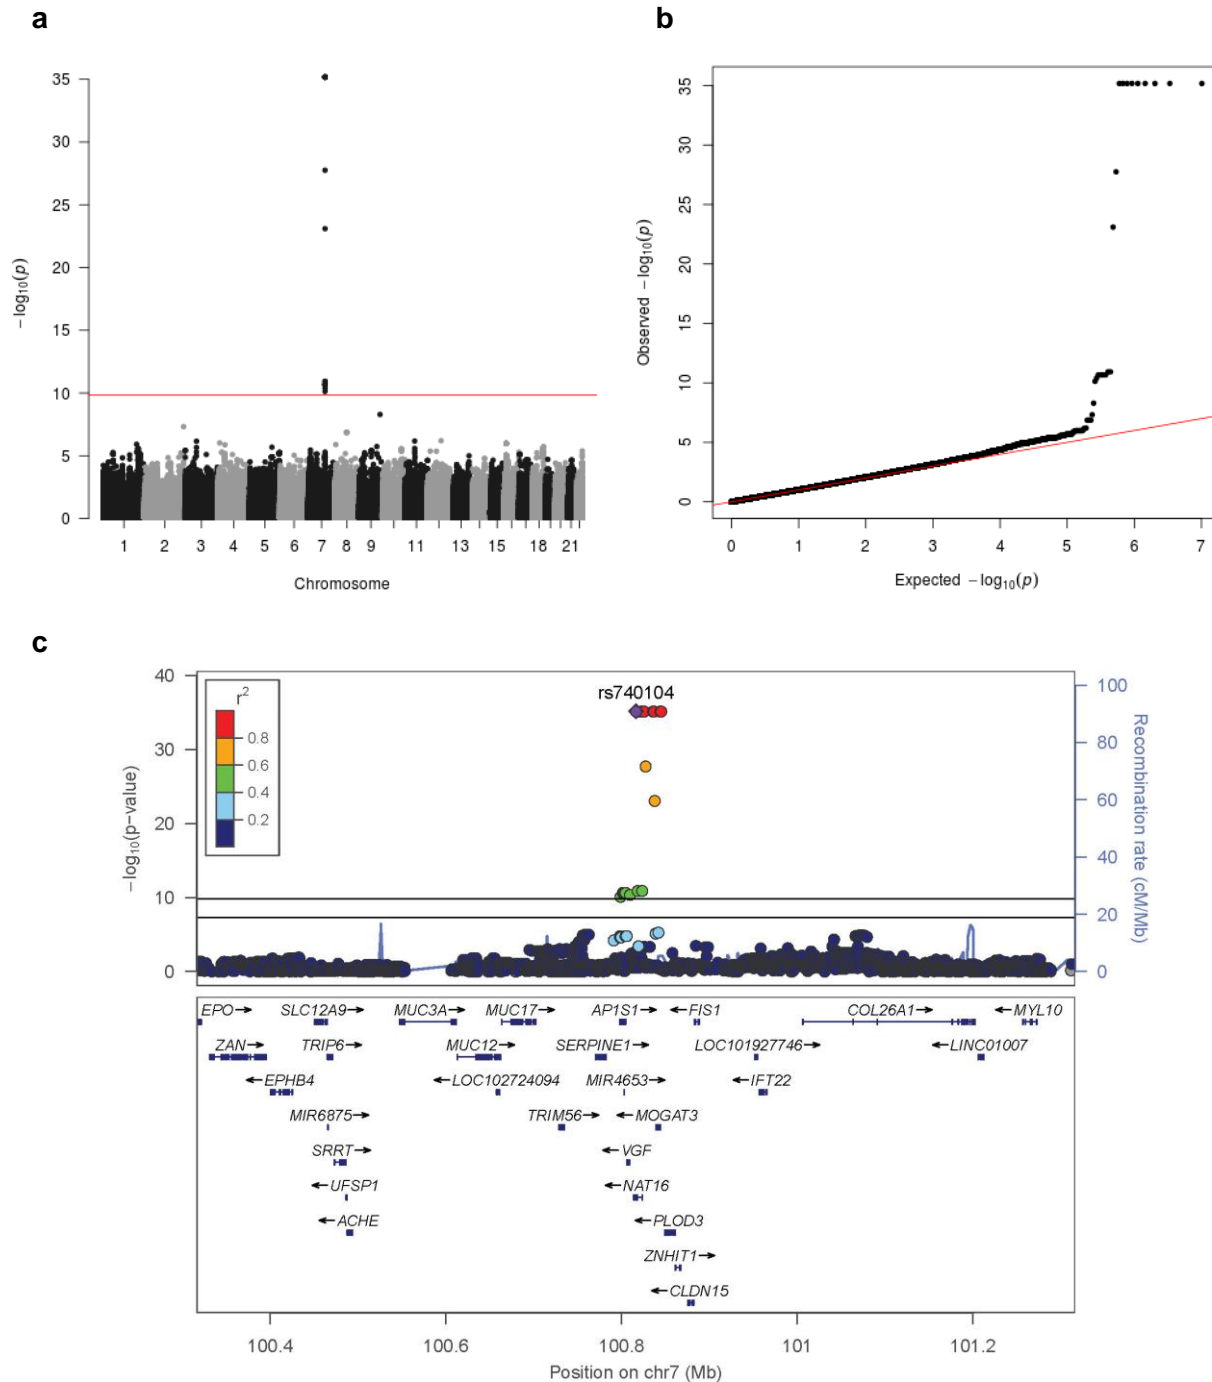 a
35
30
25
20
15
10
5
0
− log10(p)
1 2 3 4 5 6 7 8 9 11 13 15 18 21
Chromosome
b
35
30
25
20
15
10
5
0
Observed − log10(p)
0 1 2 3 4 5 6 7
Expected − log10(p)
c
40
30
20
10
0
−log10(p−value)
r2
0.8
0.6
0.4
0.2
rs740104
100
80
60
40
20
0
Recombination rate (cM/Mb)
EPO→ SLC12A9→ MUC3A→ MUC17→ AP1S1→ ←FIS1 COL26A1→ ←MYL10
ZAN→ TRIP6→ MUC12→ SERPINE1→ LOC101927746→ ←LINC01007
←EPHB4 ←LOC102724094 MIR4653→ ←IFT22
MIR6875→ TRIM56→ ←MOGAT3
SRRT→ ←VGF
←UFSP1 ←NAT16
←ACHE ←PLOD3
ZNHIT1→
←CLDN15
100.4 100.6 100.8 101 101.2
Position on chr7 (Mb)